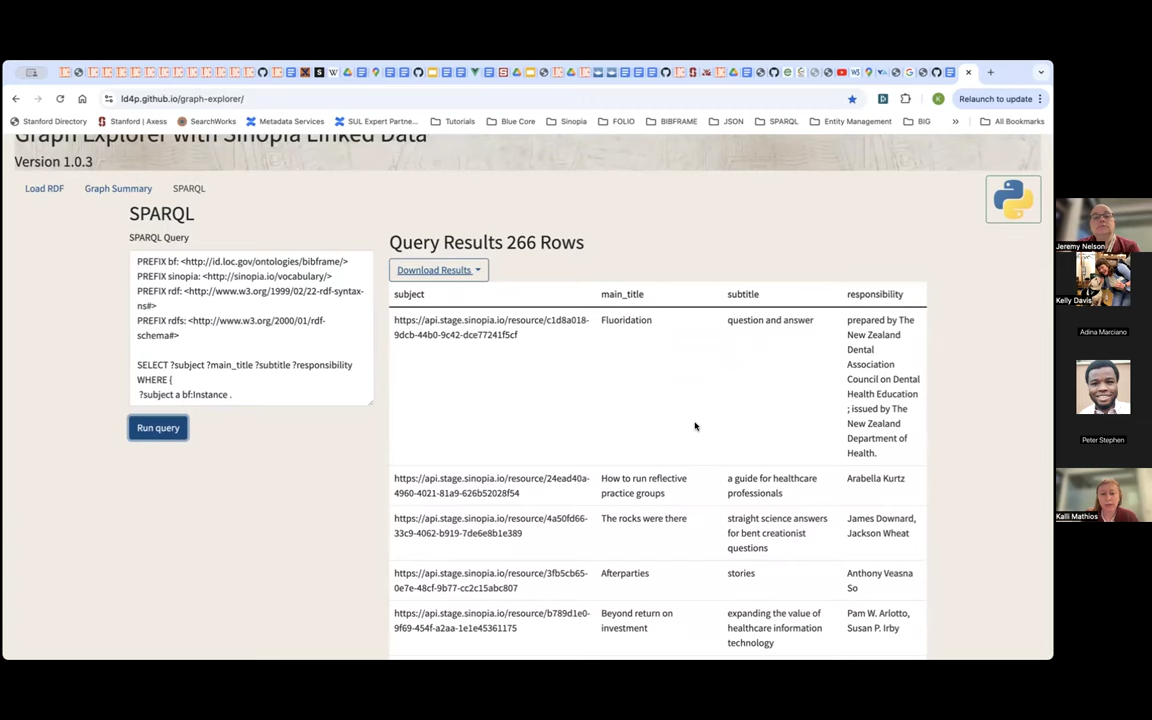 ld4p.github.io/graph-explorer/
Relaunch to update
Stanford Directory
Stanford | Axess
SearchWorks
Metadata Services
SUL Expert Partne...
Tutorials
Blue Core
Sinopia
FOLIO
BIBFRAME
JSON
SPARQL
Entity Management
BIG
»
All Bookmarks
Graph Explorer with Sinopia Linked Data
Version 1.0.3
Load RDF
Graph Summary
SPARQL
SPARQL
SPARQL Query
PREFIX bf: <http://id.loc.gov/ontologies/bibframe/>
PREFIX sinopia: <http://sinopia.io/vocabulary/>
PREFIX rdf: <http://www.w3.org/1999/02/22-rdf-syntax-
ns#>
PREFIX rdfs: <http://www.w3.org/2000/01/rdf-
schema#>
SELECT ?subject ?main_title ?subtitle ?responsibility
WHERE {
?subject a bf:Instance .
Run query
Query Results 266 Rows
Download Results
subject main_title subtitle responsibility
https://api.stage.sinopia.io/resource/c1d8a018-
9dcb-44b0-9c42-dce77241f5cf
Fluoridation
question and answer
prepared by The
New Zealand
Dental
Association
Council on Dental
Health Education
; issued by The
New Zealand
Department of
Health.
https://api.stage.sinopia.io/resource/24ead40a-
4960-4021-81a9-626b52028f54
How to run reflective
practice groups
a guide for healthcare
professionals
Arabella Kurtz
https://api.stage.sinopia.io/resource/4a50fd66-
33c9-4062-b919-7de6e8b1e389
The rocks were there
straight science answers
for bent creationist
questions
James Downard,
Jackson Wheat
https://api.stage.sinopia.io/resource/3fb5cb65-
0e7e-48cf-9b77-cc2c15abc807
Afterparties
stories
Anthony Veasna
So
https://api.stage.sinopia.io/resource/b789d1e0-
9f69-454f-a2aa-1e1e45361175
Beyond return on
investment
expanding the value of
healthcare information
technology
Pam W. Arlotto,
Susan P. Irby
Jeremy Nelson
Kelly Davis
Adina Marciano
Peter Stephen
Kalli Mathios